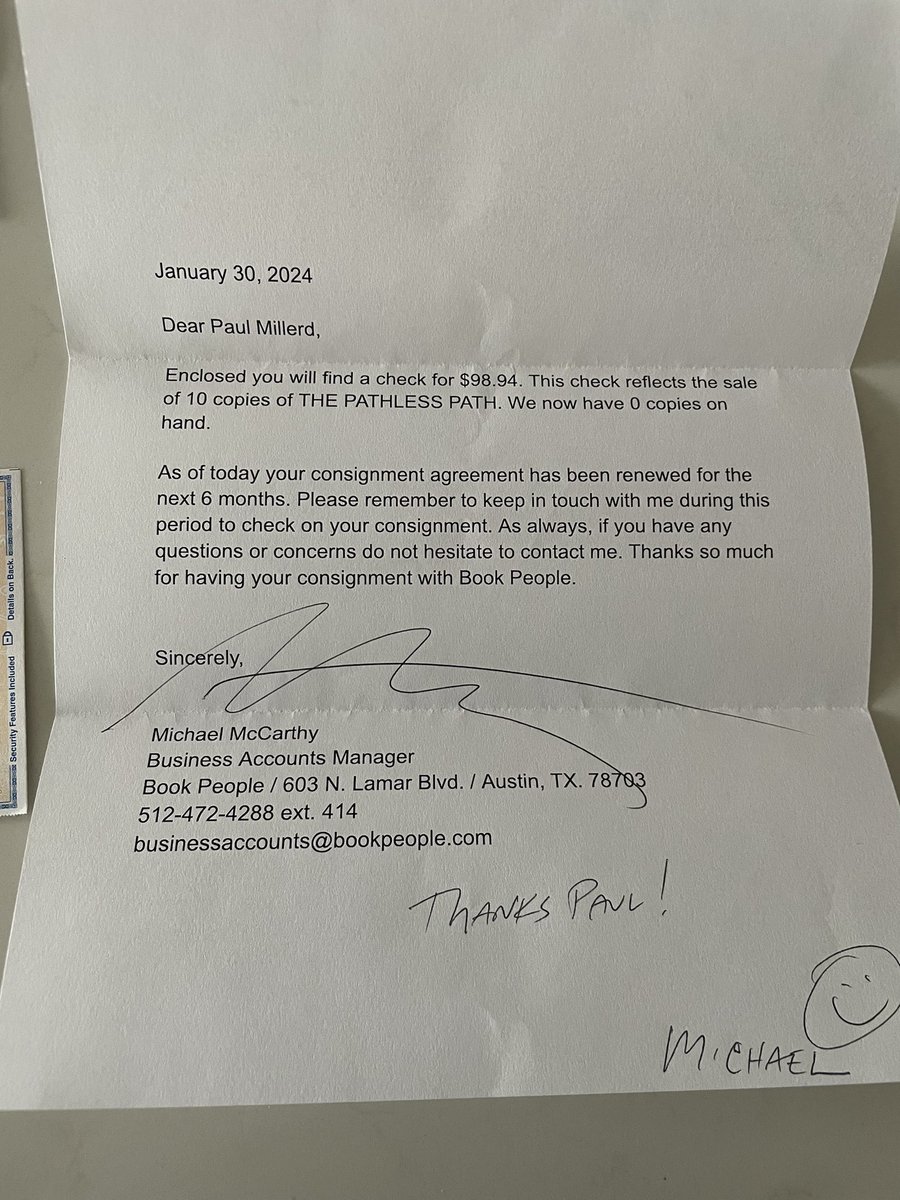 January 30, 2024
Dear Paul Millerd,
Enclosed you will find a check for $98.94. This check reflects the sale
of 10 copies of THE PATHLESS PATH. We now have 0 copies on
hand.
As of today your consignment agreement has been renewed for the
next 6 months. Please remember to keep in touch with me during this
period to check on your consignment. As always, if you have any
questions or concerns do not hesitate to contact me. Thanks so much
for having your consignment with Book People.
Sincerely,
Michael McCarthy
Business Accounts Manager
Book People / 603 N. Lamar Blvd. / Austin, TX. 78703
512-472-4288 ext. 414
businessaccounts@bookpeople.com
THANKS PAUL!
MICHAEL
Security Features Included Details on Back.